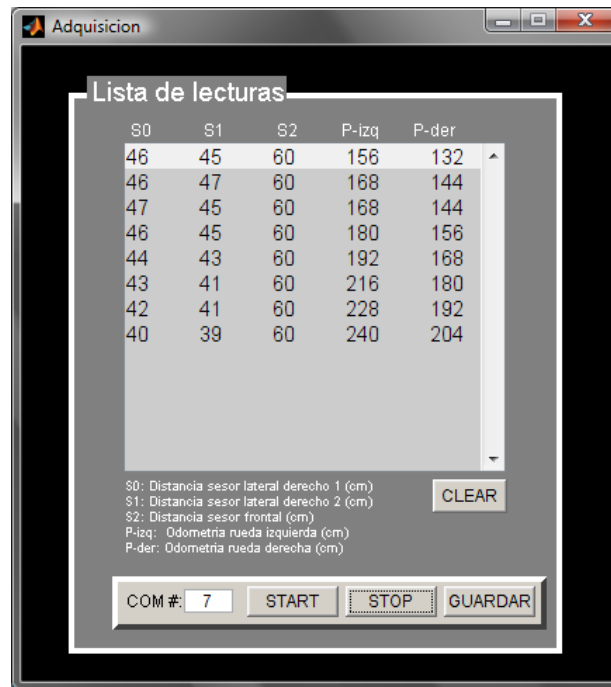 Adquisicion
Lista de lecturas
S0 S1 S2 P-izq P-der
46 45 60 156 132
46 47 60 168 144
47 45 60 168 144
46 45 60 180 156
44 43 60 192 168
43 41 60 216 180
42 41 60 228 192
40 39 60 240 204
S0: Distancia sesor lateral derecho 1 (cm)
S1: Distancia sesor lateral derecho 2 (cm)
S2: Distancia sesor frontal (cm)
P-izq: Odometria rueda izquierda (cm)
P-der: Odometria rueda derecha (cm)
CLEAR
COM #: 7 START STOP GUARDAR